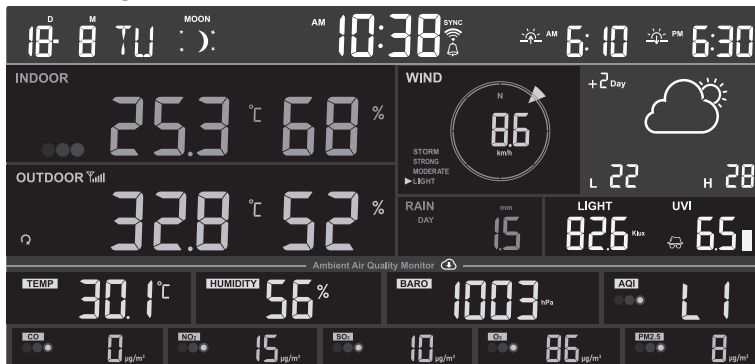 D M MOON AM SYNC AM PM
18- 8 TU 10:38 6:10 6:30
INDOOR
25.3 °C 68 %
WIND
N
8.6
km/h
STORM
STRONG
MODERATE
LIGHT
+2 Day
L 22 H 28
OUTDOOR
32.8 °C 52 %
RAIN mm
DAY
1.5
LIGHT UVI
82.6 Klux 6.5
Ambient Air Quality Monitor
TEMP 30.1 °C
HUMIDITY 56 %
BARO 1003 hPa
AQI L1
CO 0 µg/m³
NO₂ 15 µg/m³
SO₂ 10 µg/m³
O₃ 86 µg/m³
PM2.5 8 µg/m³